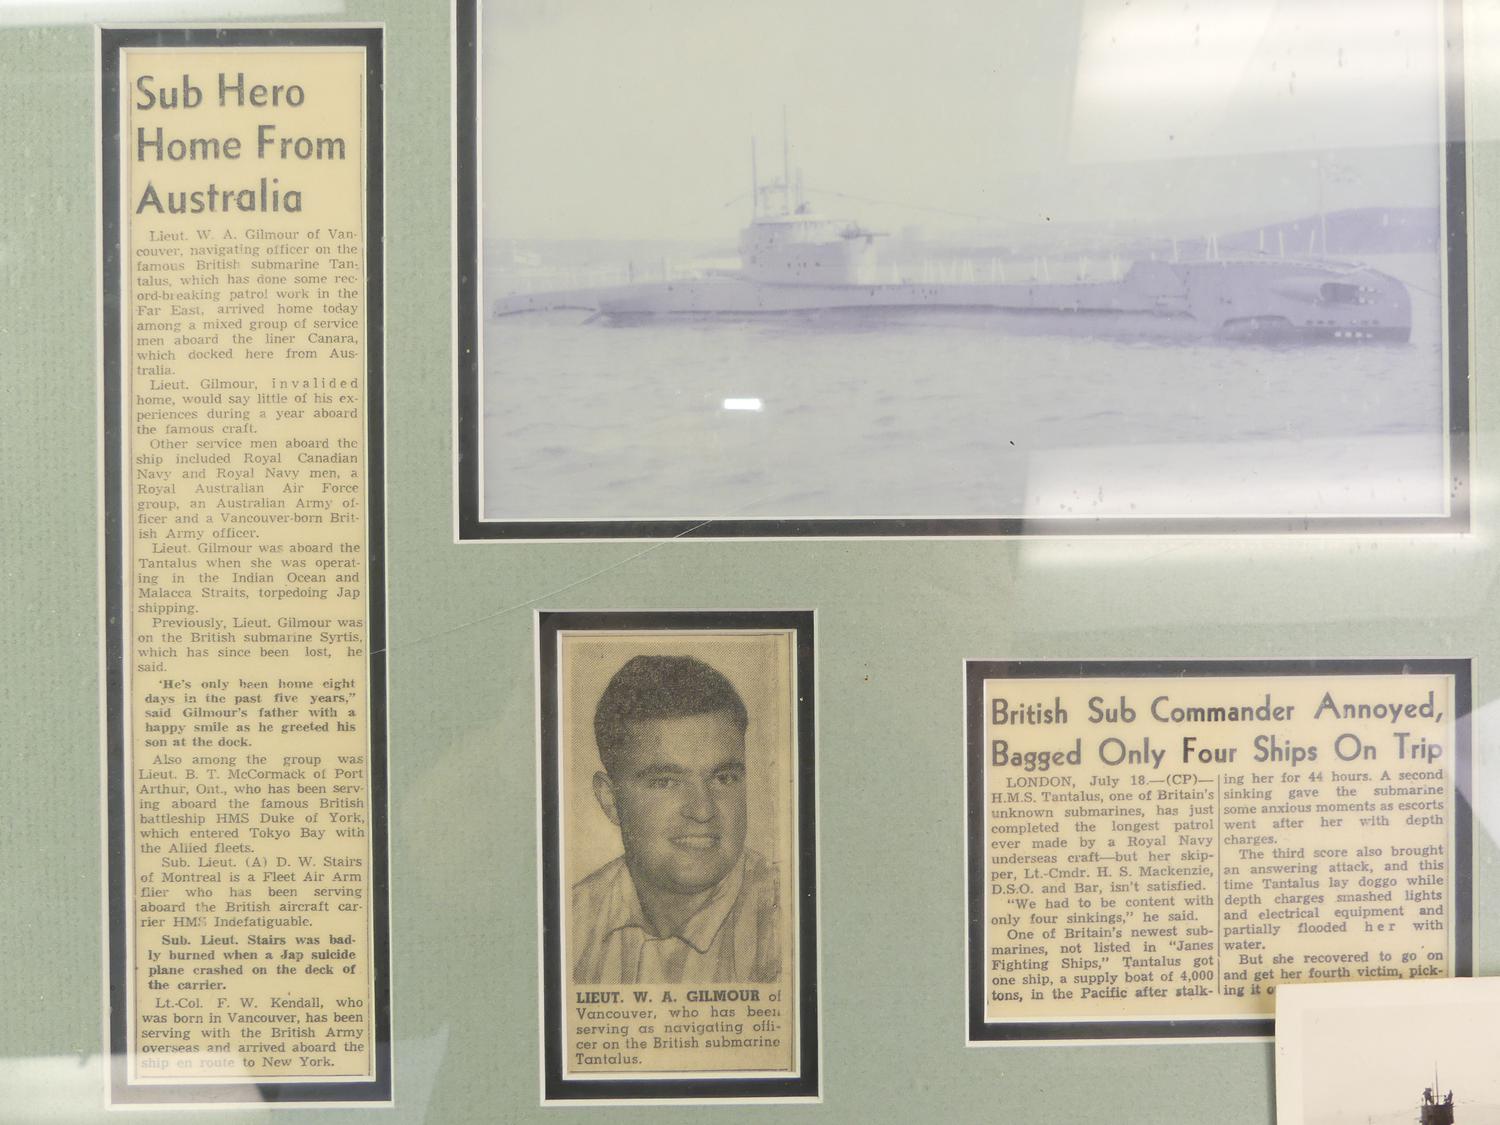 Sub Hero
Home From
Australia
Lieut. W. A. Gilmour of Van-
couver, navigating officer on the
famous British submarine Tan-
talus, which has done some rec-
ord-breaking patrol work in the
Far East, arrived home today
among a mixed group of service
men aboard the liner Canara,
which docked here from Aus-
tralia.
Lieut. Gilmour, invalided
home, would say little of his ex-
periences during a year aboard
the famous craft.
Other service men aboard the
ship included Royal Canadian
Navy and Royal Navy men, a
Royal Australian Air Force
group, an Australian Army of-
ficer and a Vancouver-born Brit-
ish Army officer.
Lieut. Gilmour was aboard the
Tantalus when she was operat-
ing in the Indian Ocean and
Malacca Straits, torpedoing Jap
shipping.
Previously, Lieut. Gilmour was
on the British submarine Syrtis,
which has since been lost, he
said.
'He's only been home eight
days in the past five years,"
said Gilmour's father with a
happy smile as he greeted his
son at the dock.
Also among the group was
Lieut. B. T. McCormack of Port
Arthur, Ont., who has been serv-
ing aboard the famous British
battleship HMS Duke of York,
which entered Tokyo Bay with
the Allied fleets.
Sub. Lieut. (A) D. W. Stairs
of Montreal is a Fleet Air Arm
flier who has been serving
aboard the British aircraft car-
rier HMS Indefatiguable.
Sub. Lieut. Stairs was bad-
ly burned when a Jap suicide
plane crashed on the deck of
the carrier.
Lt.-Col. F. W. Kendall, who
was born in Vancouver, has been
serving with the British Army
overseas and arrived aboard the
ship en route to New York.
LIEUT. W. A. GILMOUR of
Vancouver, who has been
serving as navigating offi-
cer on the British submarine
Tantalus.
British Sub Commander Annoyed,
Bagged Only Four Ships On Trip
LONDON, July 18.—(CP)—
H.M.S. Tantalus, one of Britain's
unknown submarines, has just
completed the longest patrol
ever made by a Royal Navy
underseas craft—but her skip-
per, Lt.-Cmdr. H. S. Mackenzie,
D.S.O. and Bar, isn't satisfied.
"We had to be content with
only four sinkings," he said.
One of Britain's newest sub-
marines, not listed in "Janes
Fighting Ships," Tantalus got
one ship, a supply boat of 4,000
tons, in the Pacific after stalk-
ing her for 44 hours. A second
sinking gave the submarine
some anxious moments as escorts
went after her with depth
charges.
The third score also brought
an answering attack, and this
time Tantalus lay doggo while
depth charges smashed lights
and electrical equipment and
partially flooded her with
water.
But she recovered to go on
and get her fourth victim, pick-
ing it